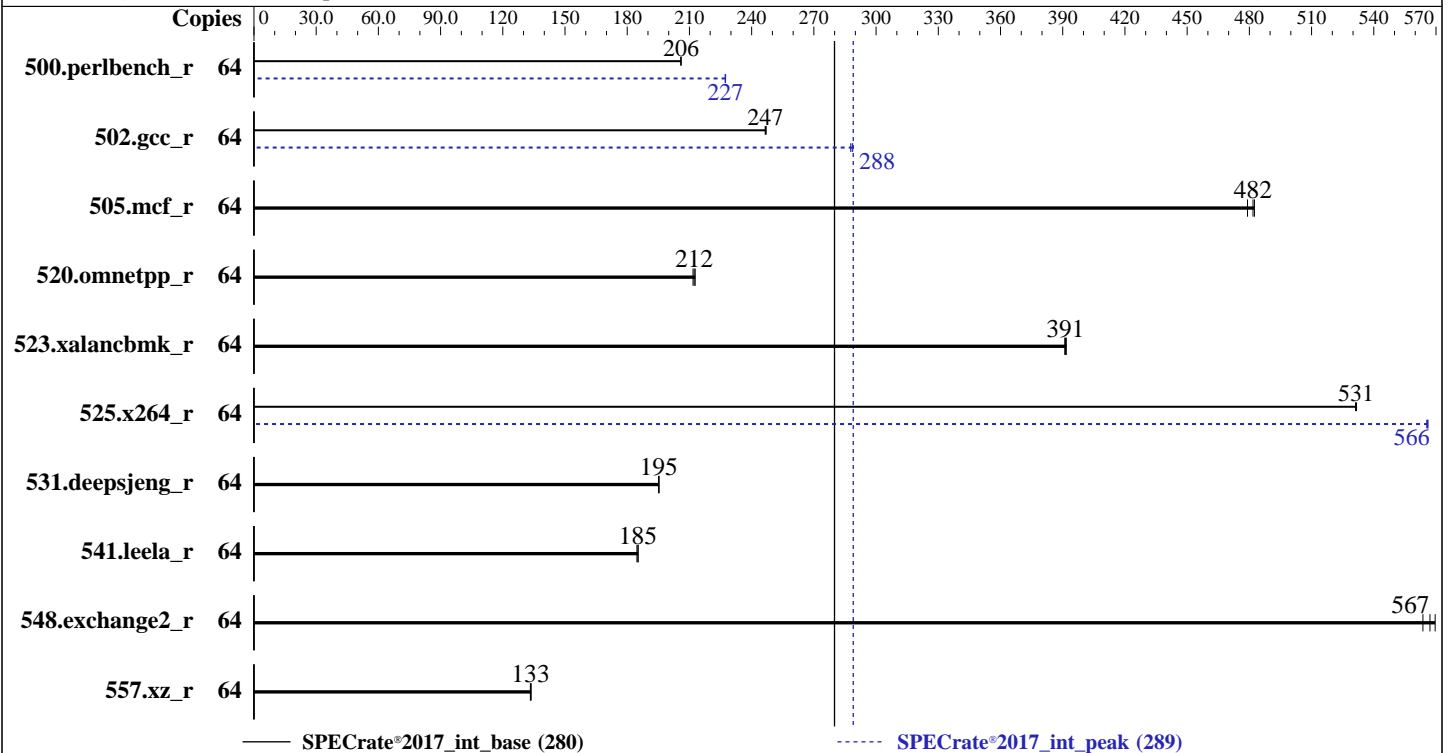 Copies 0 30.0 60.0 90.0 120 150 180 210 240 270 300 330 360 390 420 450 480 510 540 570
500.perlbench_r 64 206
227
502.gcc_r 64 247
288
505.mcf_r 64 482
520.omnetpp_r 64 212
523.xalancbmk_r 64 391
525.x264_r 64 531
566
531.deepsjeng_r 64 195
541.leela_r 64 185
548.exchange2_r 64 567
557.xz_r 64 133
SPECrate®2017_int_base (280) SPECrate®2017_int_peak (289)